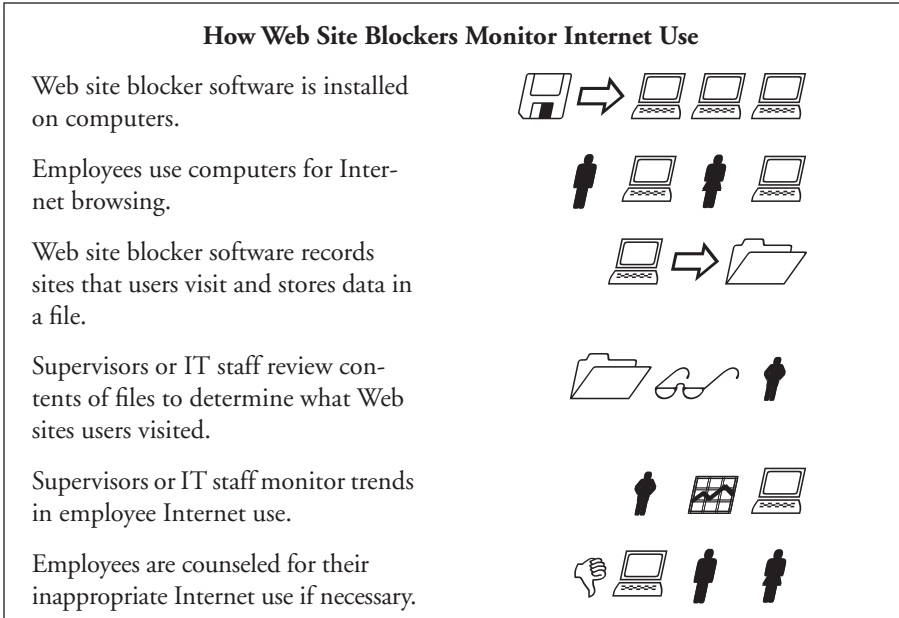 How Web Site Blockers Monitor Internet Use
Web site blocker software is installed
on computers.
Employees use computers for Inter-
net browsing.
Web site blocker software records
sites that users visit and stores data in
a file.
Supervisors or IT staff review con-
tents of files to determine what Web
sites users visited.
Supervisors or IT staff monitor trends
in employee Internet use.
Employees are counseled for their
inappropriate Internet use if necessary.